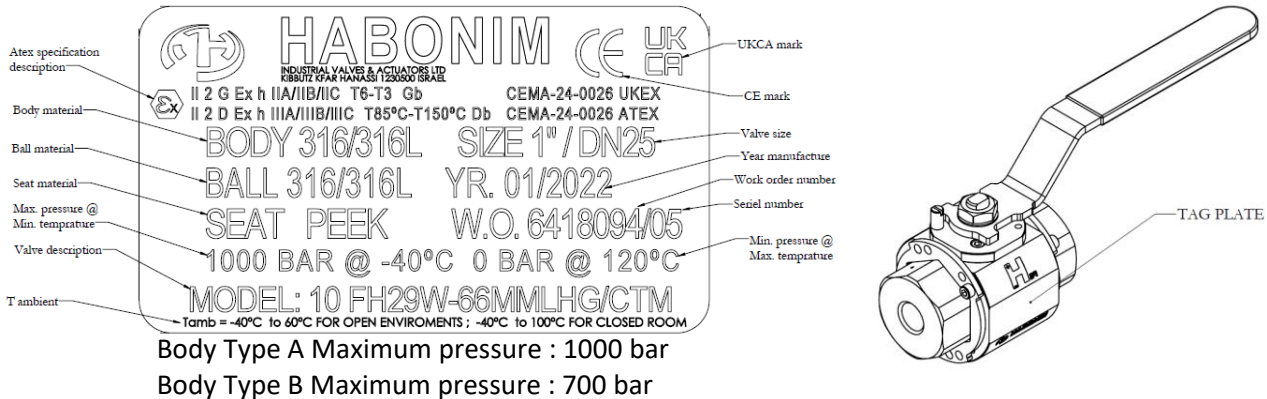 Atex specification
description
Body material
Ball material
Seat material
Max. pressure @
Min. temprature
Valve description
T ambient
HABONIM
INDUSTRIAL VALVES & ACTUATORS LTD
KIBBUTZ KFAR HANASSI 1230500 ISRAEL
CE UK
CA
Ex II 2 G Ex h IIA/IIB/IIC T6-T3 Gb CEMA-24-0026 UKEX
II 2 D Ex h IIIA/IIIB/IIIC T85ºC-T150ºC Db CEMA-24-0026 ATEX
BODY 316/316L SIZE 1" / DN25
BALL 316/316L YR. 01/2022
SEAT PEEK W.O. 6418094/05
1000 BAR @ -40ºC 0 BAR @ 120ºC
MODEL: 10 FH29W-66MMLHG/CTM
Tamb = -40ºC to 60ºC FOR OPEN ENVIROMENTS ; -40ºC to 100ºC FOR CLOSED ROOM
UKCA mark
CE mark
Valve size
Year manufacture
Work order number
Seriel number
Min. pressure @
Max. temprature
TAG PLATE
Body Type A Maximum pressure : 1000 bar
Body Type B Maximum pressure : 700 bar